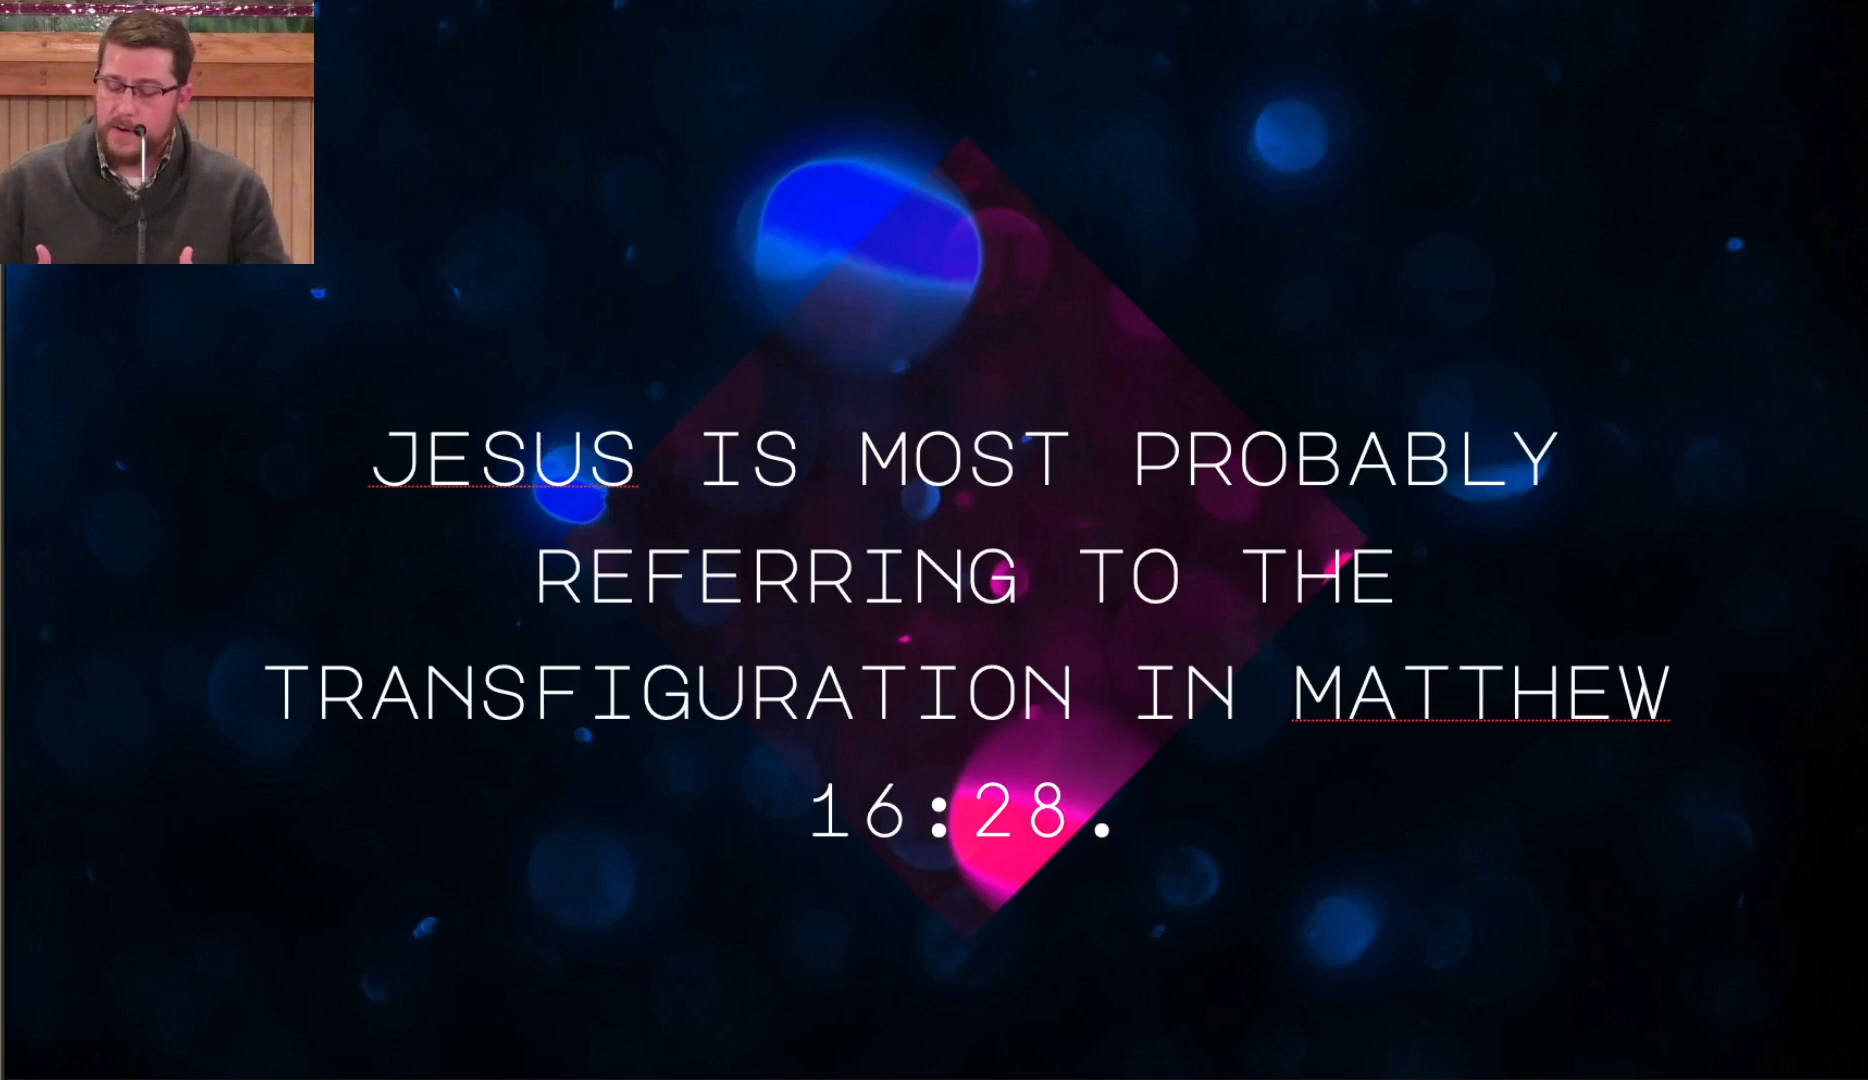 JESUS IS MOST PROBABLY
REFERRING TO THE
TRANSFIGURATION IN MATTHEW
16:28.